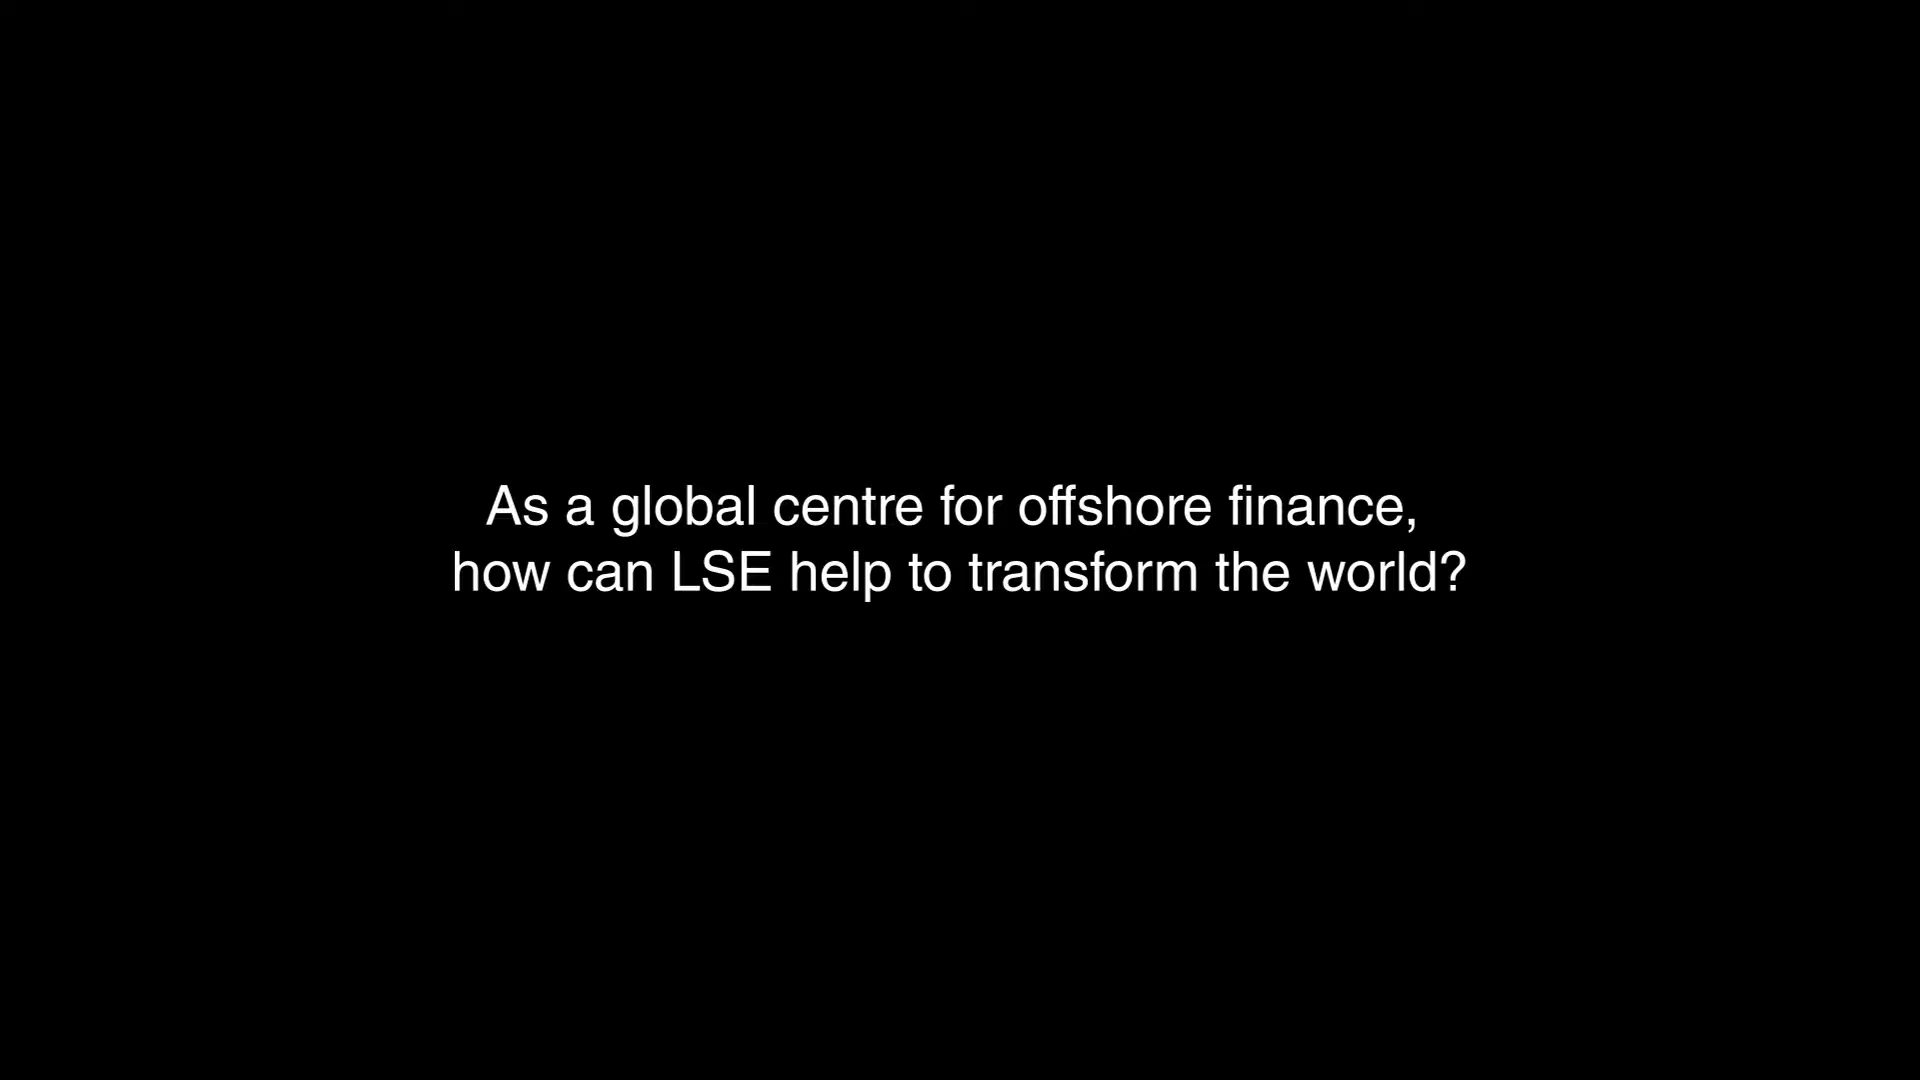 As a global centre for offshore finance,
how can LSE help to transform the world?